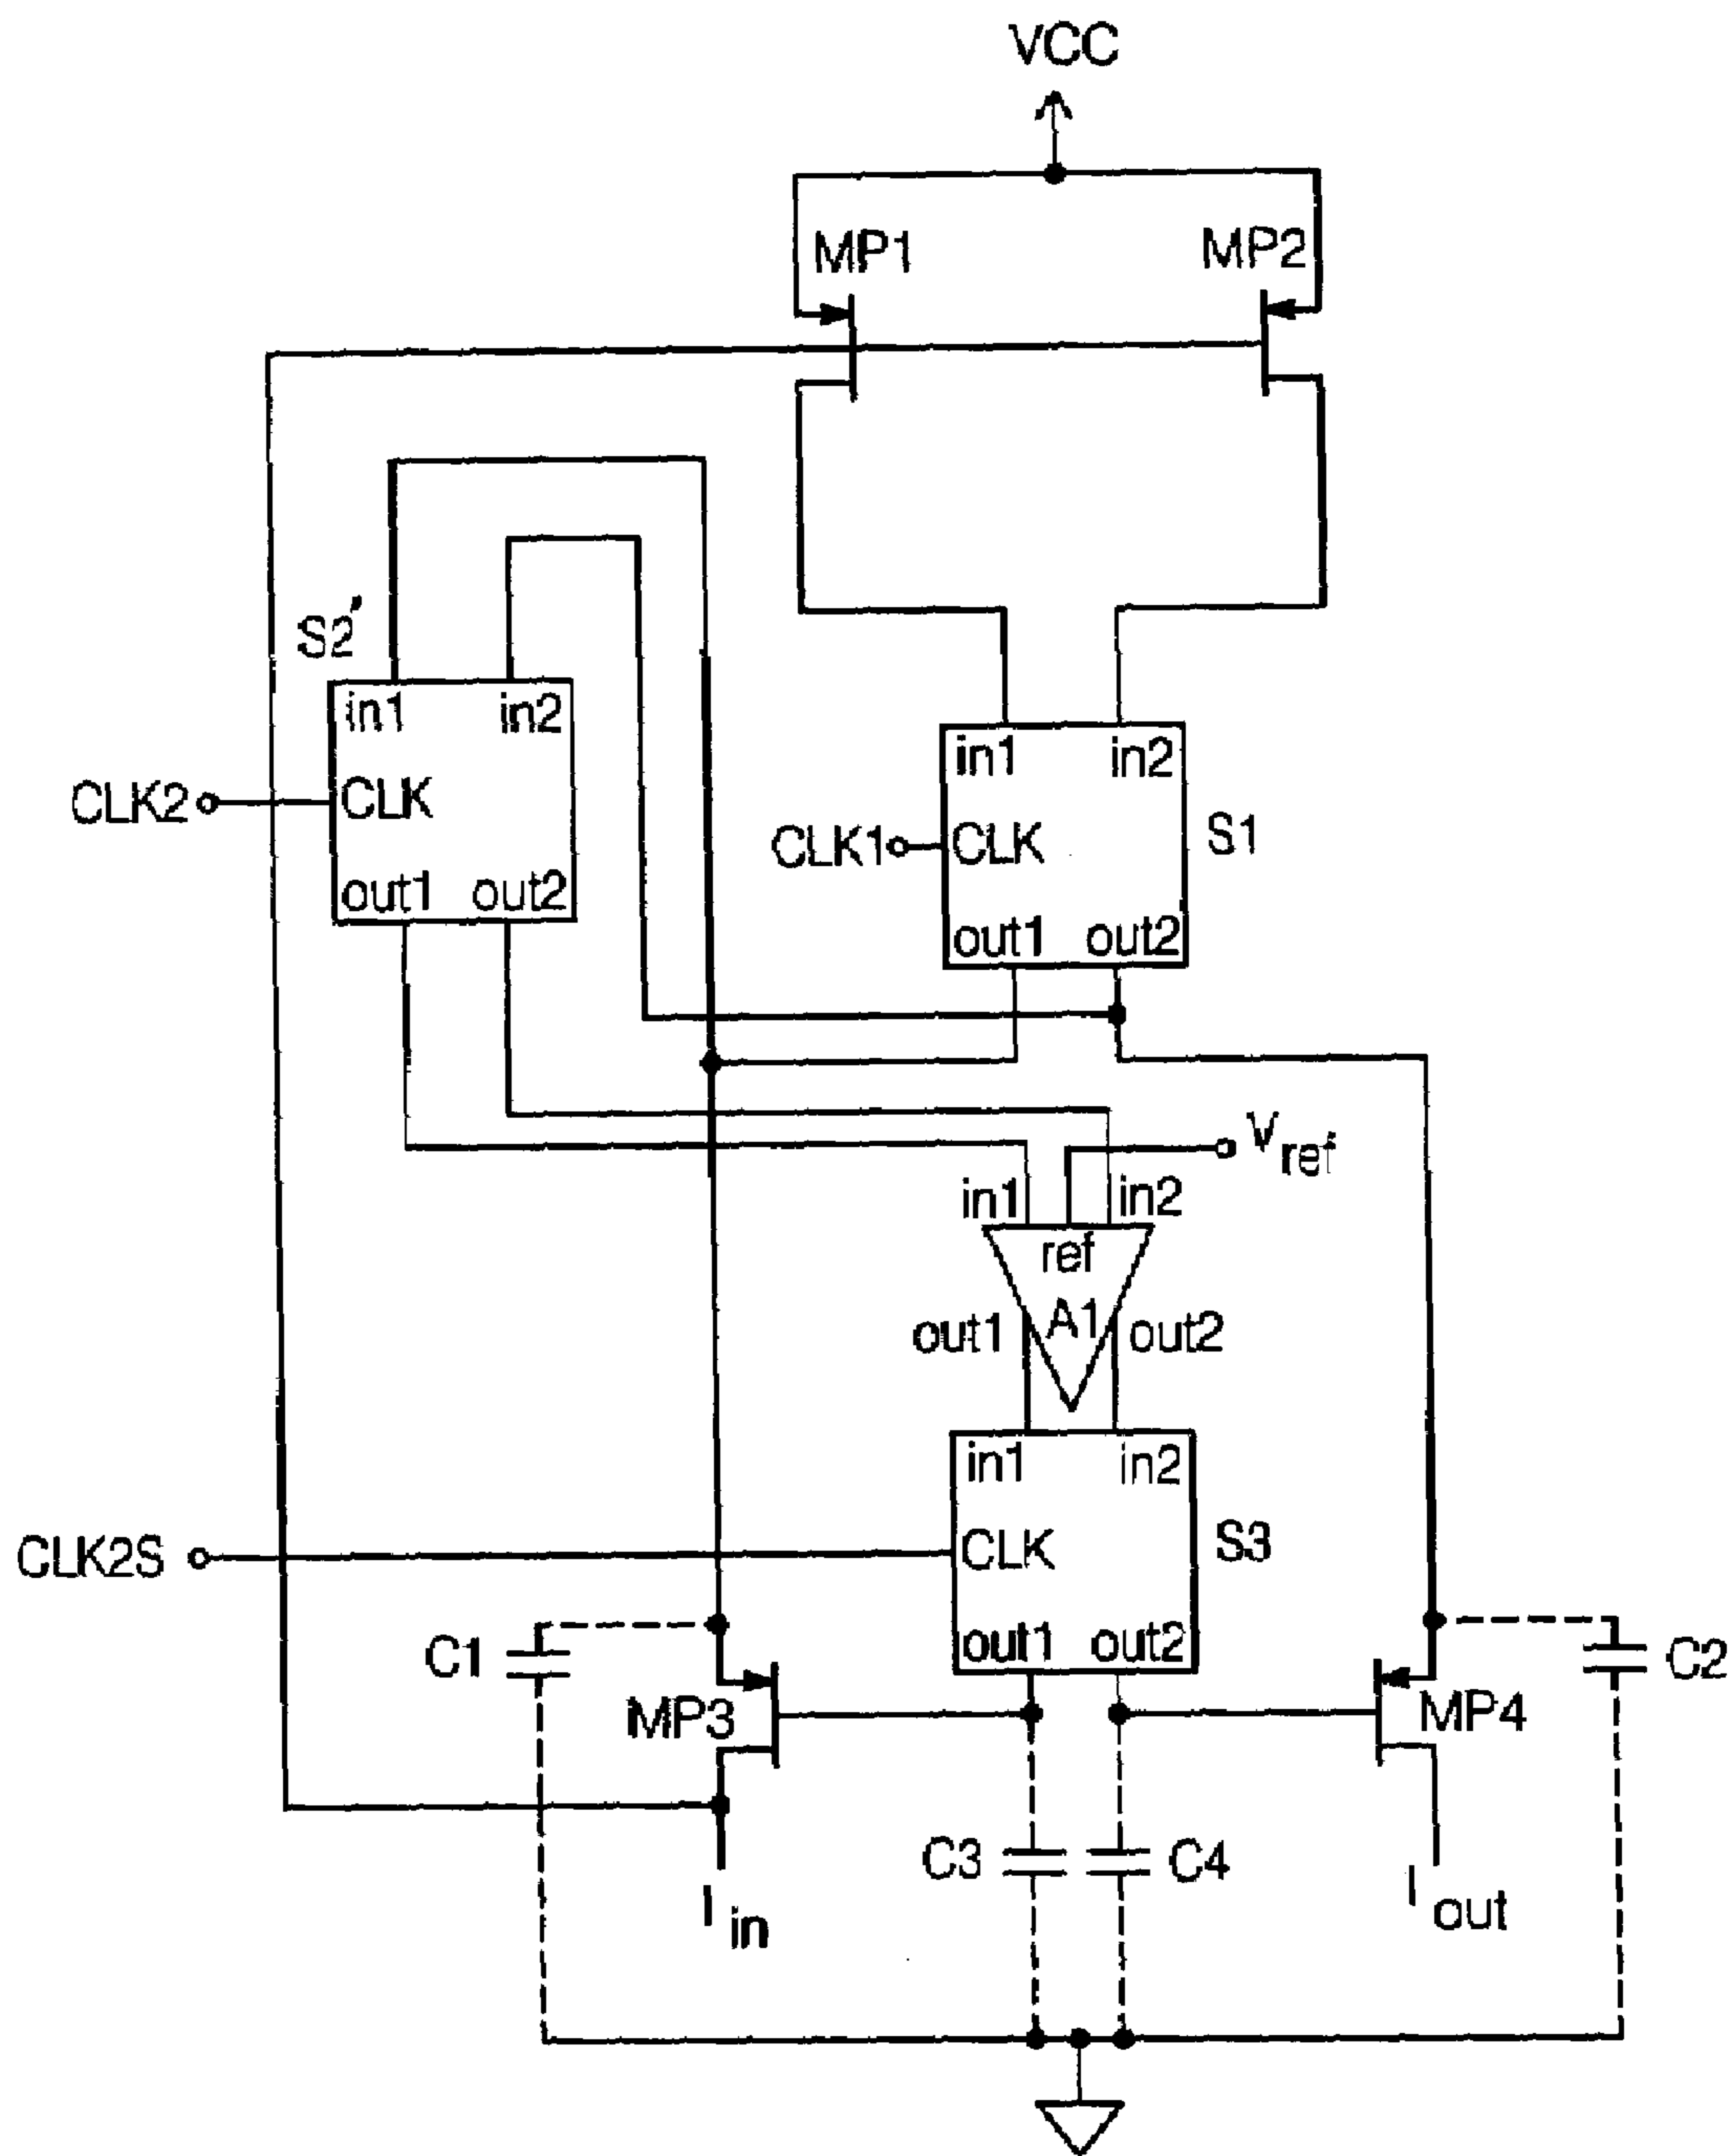 VCC
MP1
MP2
S2'
in1
in2
CLK2
CLK
out1
out2
in1
in2
CLK1
CLK
S1
out1
out2
Vref
in1
in2
ref
A1
out1
out2
in1
in2
CLK2S
CLK
S3
out1
out2
C1
MP3
MP4
C2
C3
C4
Iin
Iout